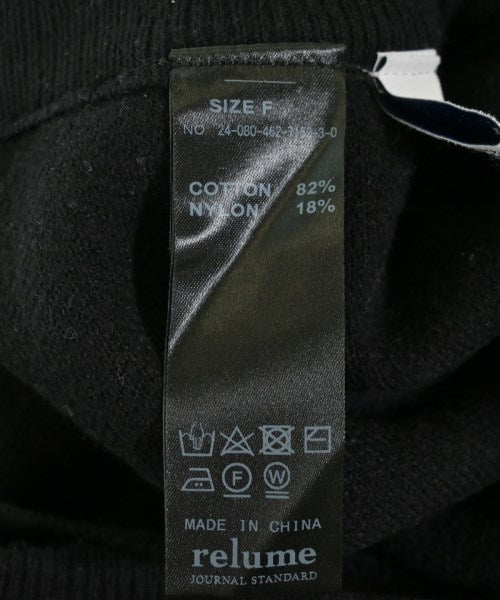 SIZE F
NO 24-080-462-
COTTON 82%
NYLON 18%
F W
MADE IN CHINA
relume
JOURNAL STANDARD